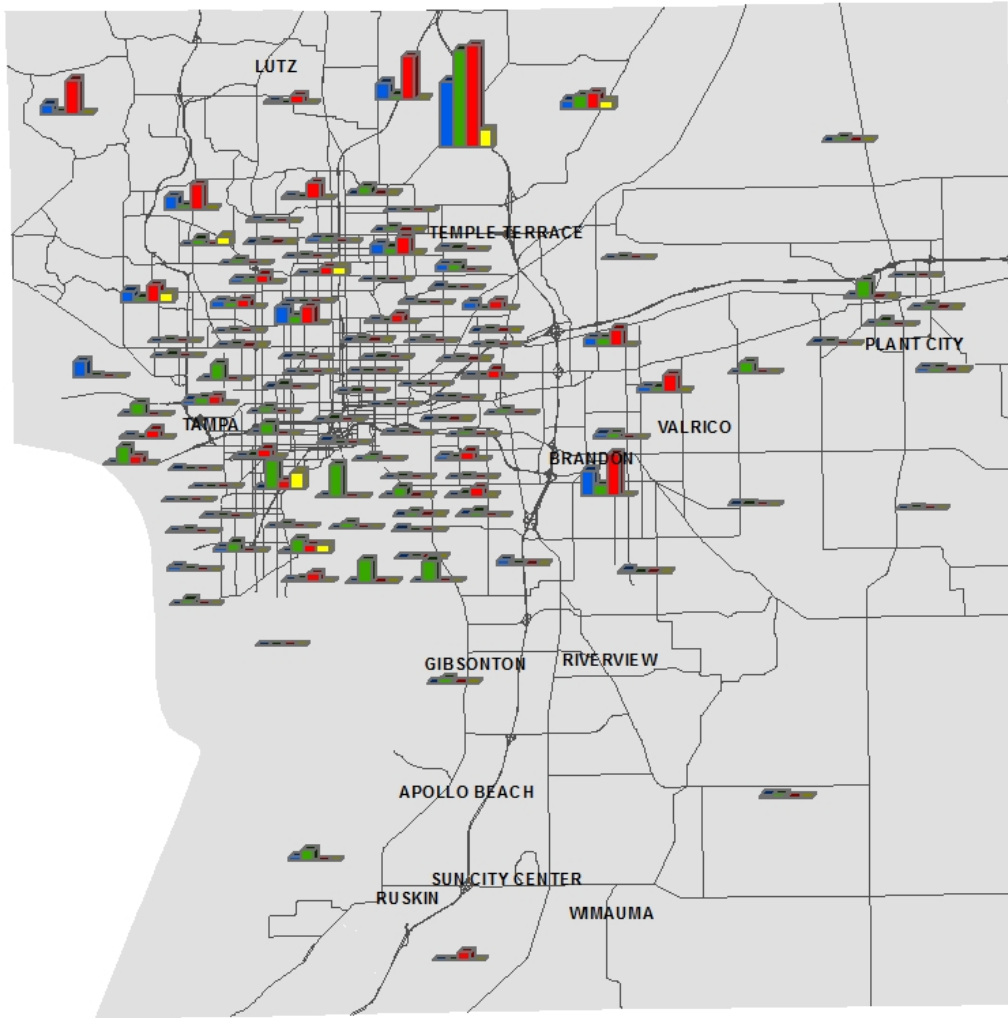 LUTZ
TEMPLE TERRACE
PLANT CITY
TAMPA
VALRICO
BRANDON
GIBSONTON
RIVERVIEW
APOLLO BEACH
SUN CITY CENTER
RUSKIN
WIMAUMA